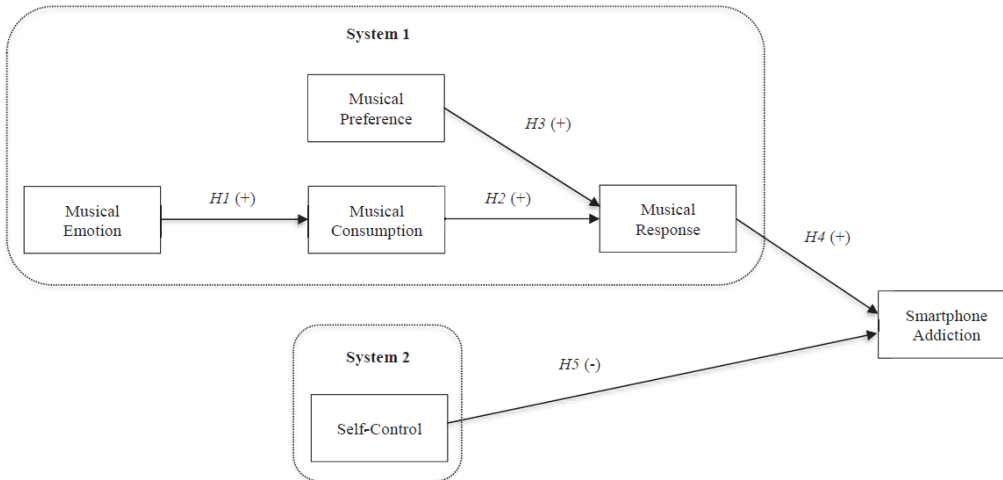 System 1
Musical
Preference
H3 (+)
Musical
Emotion
H1 (+)
Musical
Consumption
H2 (+)
Musical
Response
H4 (+)
Smartphone
Addiction
System 2
H5 (-)
Self-Control